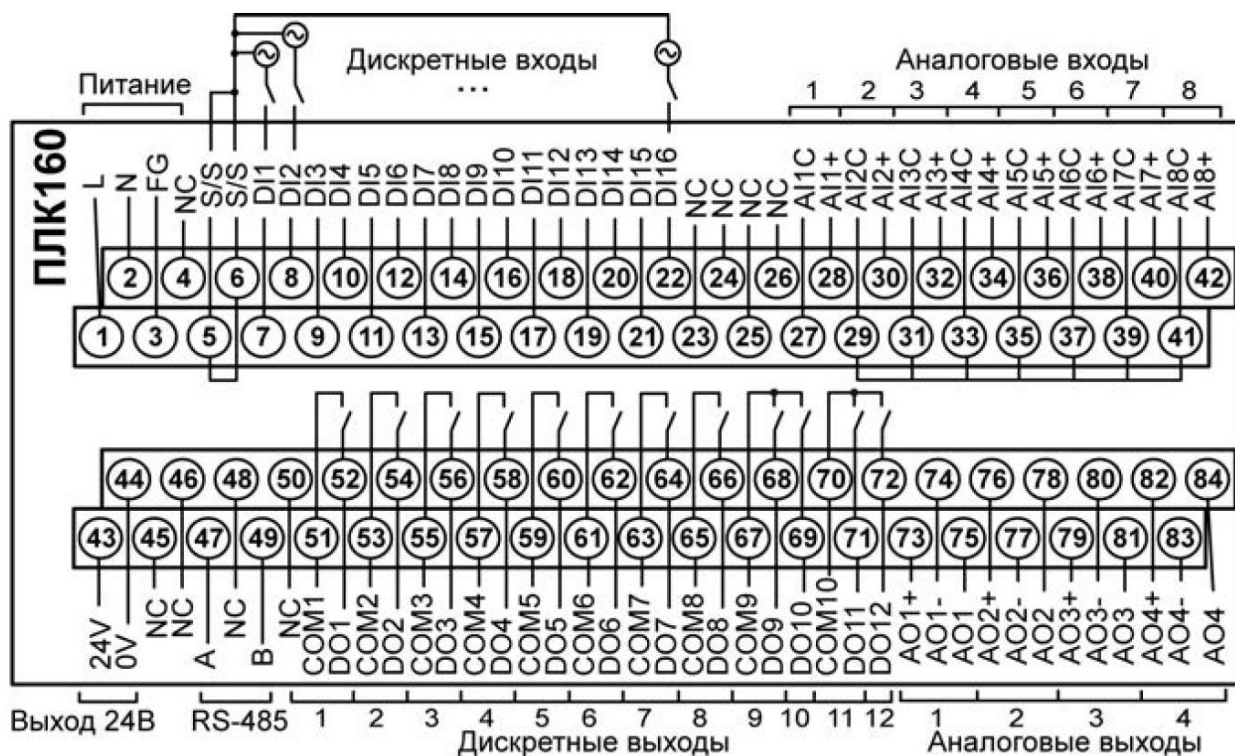 Дискретные входы
...
Аналоговые входы
Питание
1 2 3 4 5 6 7 8
ПЛК160
L N FG NC S/S S/S DI1 DI2 DI3 DI4 DI5 DI6 DI7 DI8 DI9 DI10 DI11 DI12 DI13 DI14 DI15 DI16 NC NC NC NC AI1C AI1+ AI2C AI2+ AI3C AI3+ AI4C AI4+ AI5C AI5+ AI6C AI6+ AI7C AI7+ AI8C AI8+
2 4 6 8 10 12 14 16 18 20 22 24 26 28 30 32 34 36 38 40 42
1 3 5 7 9 11 13 15 17 19 21 23 25 27 29 31 33 35 37 39 41
44 46 48 50 52 54 56 58 60 62 64 66 68 70 72 74 76 78 80 82 84
43 45 47 49 51 53 55 57 59 61 63 65 67 69 71 73 75 77 79 81 83
24V 0V NC NC A NC B NC COM1 DO1 COM2 DO2 COM3 DO3 COM4 DO4 COM5 DO5 COM6 DO6 COM7 DO7 COM8 DO8 COM9 DO9 DO10 COM10 DO11 DO12 AO1+ AO1- AO1 AO2+ AO2- AO2 AO3+ AO3- AO3 AO4+ AO4- AO4
Выход 24В RS-485 1 2 3 4 5 6 7 8 9 10 11 12 1 2 3 4
Дискретные выходы Аналоговые выходы